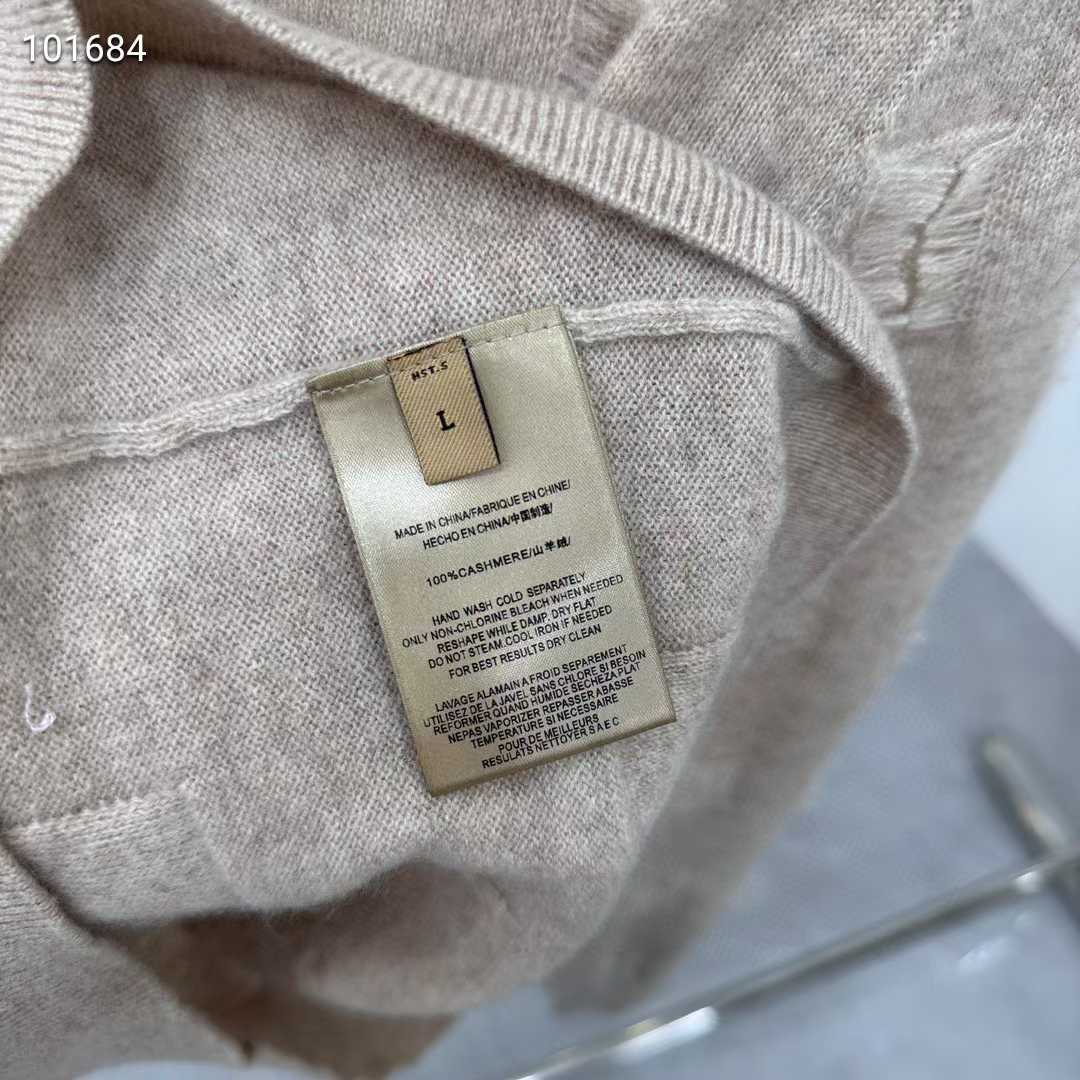 101684
HST.S
L
MADE IN CHINA/FABRIQUE EN CHINE/
HECHO EN CHINA/中国制造/
100%CASHMERE/山羊绒/
HAND WASH COLD SEPARATELY
ONLY NON-CHLORINE BLEACH WHEN NEEDED
RESHAPE WHILE DAMP. DRY FLAT
DO NOT STEAM.COOL IRON IF NEEDED
FOR BEST RESULTS DRY CLEAN
LAVAGE ALAMAIN A FROID SEPAREMENT
UTILISEZ DE LA JAVEL SANS CHLORE SI BESOIN
REFORMER QUAND HUMIDE SECHEZA PLAT
NEPAS VAPORIZER REPASSER ABASSE
TEMPERATURE SI NECESSAIRE
POUR DE MEILLEURS
RESULATS NETTOYER S A E C